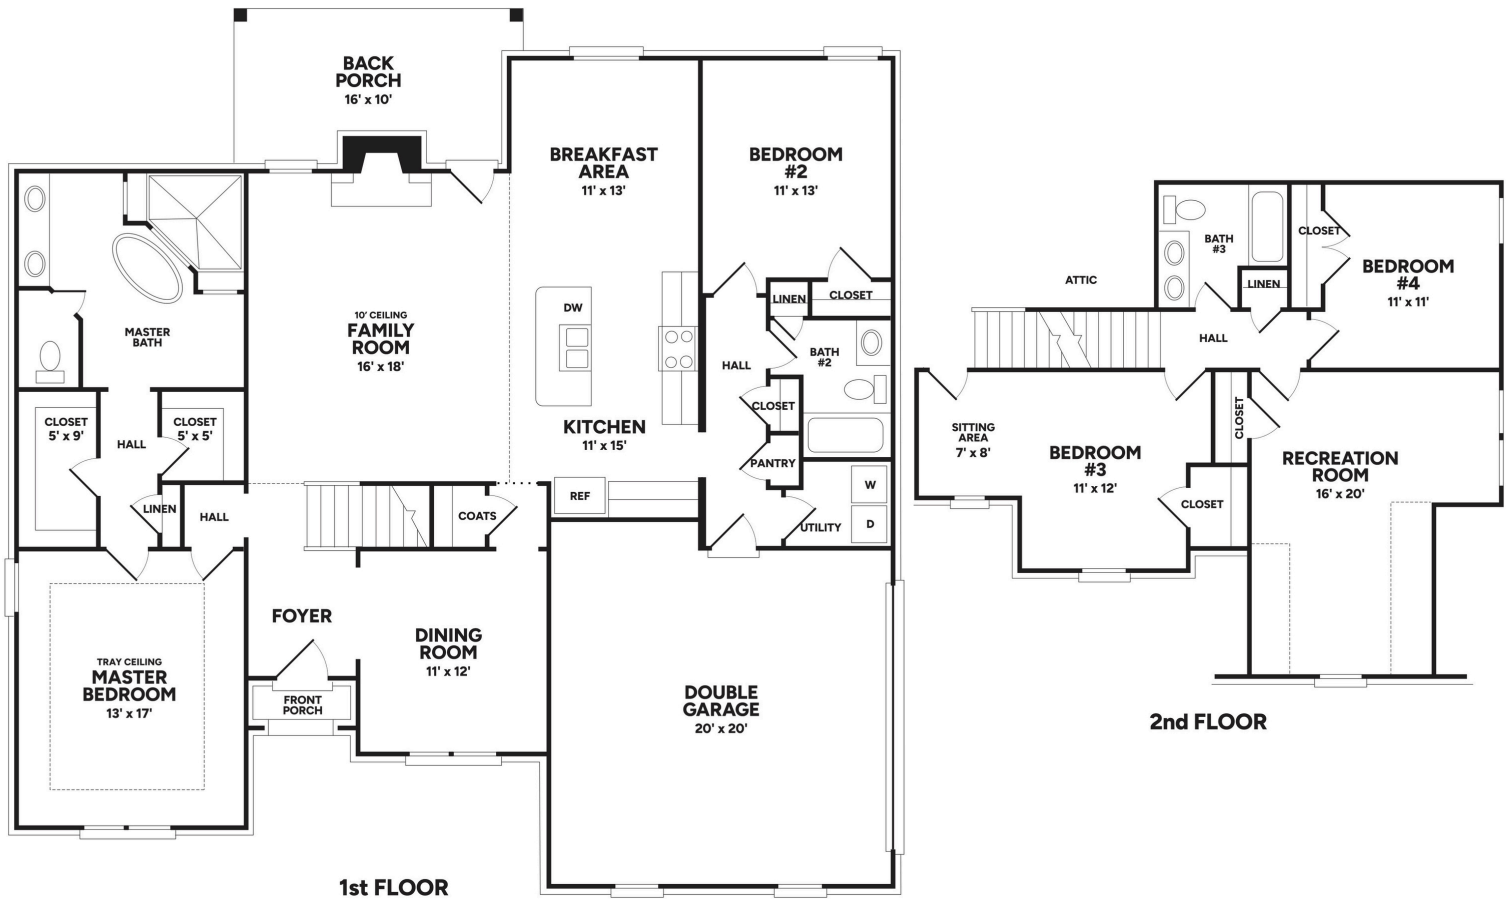 BACK
PORCH
16' x 10'
BREAKFAST
AREA
11' x 13'
BEDROOM
#2
11' x 13'
10' CEILING
FAMILY
ROOM
16' x 18'
DW
MASTER
BATH
LINEN
CLOSET
HALL
BATH
#2
CLOSET
5' x 9'
CLOSET
5' x 5'
HALL
CLOSET
KITCHEN
11' x 15'
PANTRY
LINEN
HALL
COATS
REF
UTILITY
W
D
FOYER
DINING
ROOM
11' x 12'
TRAY CEILING
MASTER
BEDROOM
13' x 17'
FRONT
PORCH
DOUBLE
GARAGE
20' x 20'
1st FLOOR
ATTIC
BATH
#3
CLOSET
LINEN
BEDROOM
#4
11' x 11'
HALL
SITTING
AREA
7' x 8'
BEDROOM
#3
11' x 12'
CLOSET
CLOSET
RECREATION
ROOM
16' x 20'
2nd FLOOR